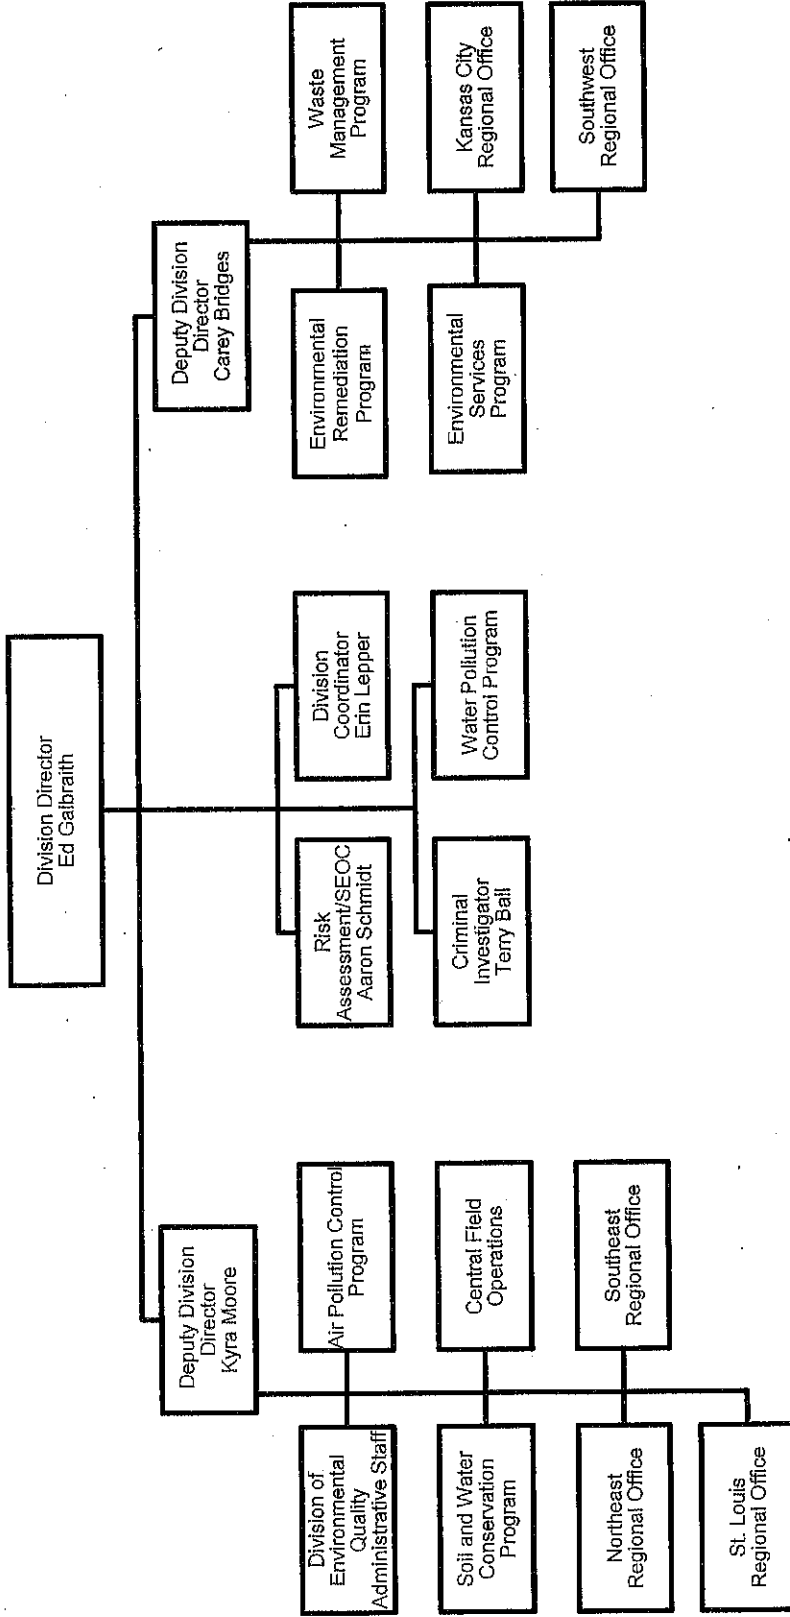 Division Director
Ed Galbraith
Deputy Division
Director
Kyra Moore
Deputy Division
Director
Carey Bridges
Division of
Environmental
Quality
Administrative Staff
Air Pollution Control
Program
Soil and Water
Conservation
Program
Central Field
Operations
Northeast
Regional Office
Southeast
Regional Office
St. Louis
Regional Office
Risk
Assessment/SEOC
Aaron Schmidt
Division
Coordinator
Erin Lepper
Criminal
Investigator
Terry Ball
Water Pollution
Control Program
Environmental
Remediation
Program
Waste
Management
Program
Environmental
Services
Program
Kansas City
Regional Office
Southwest
Regional Office